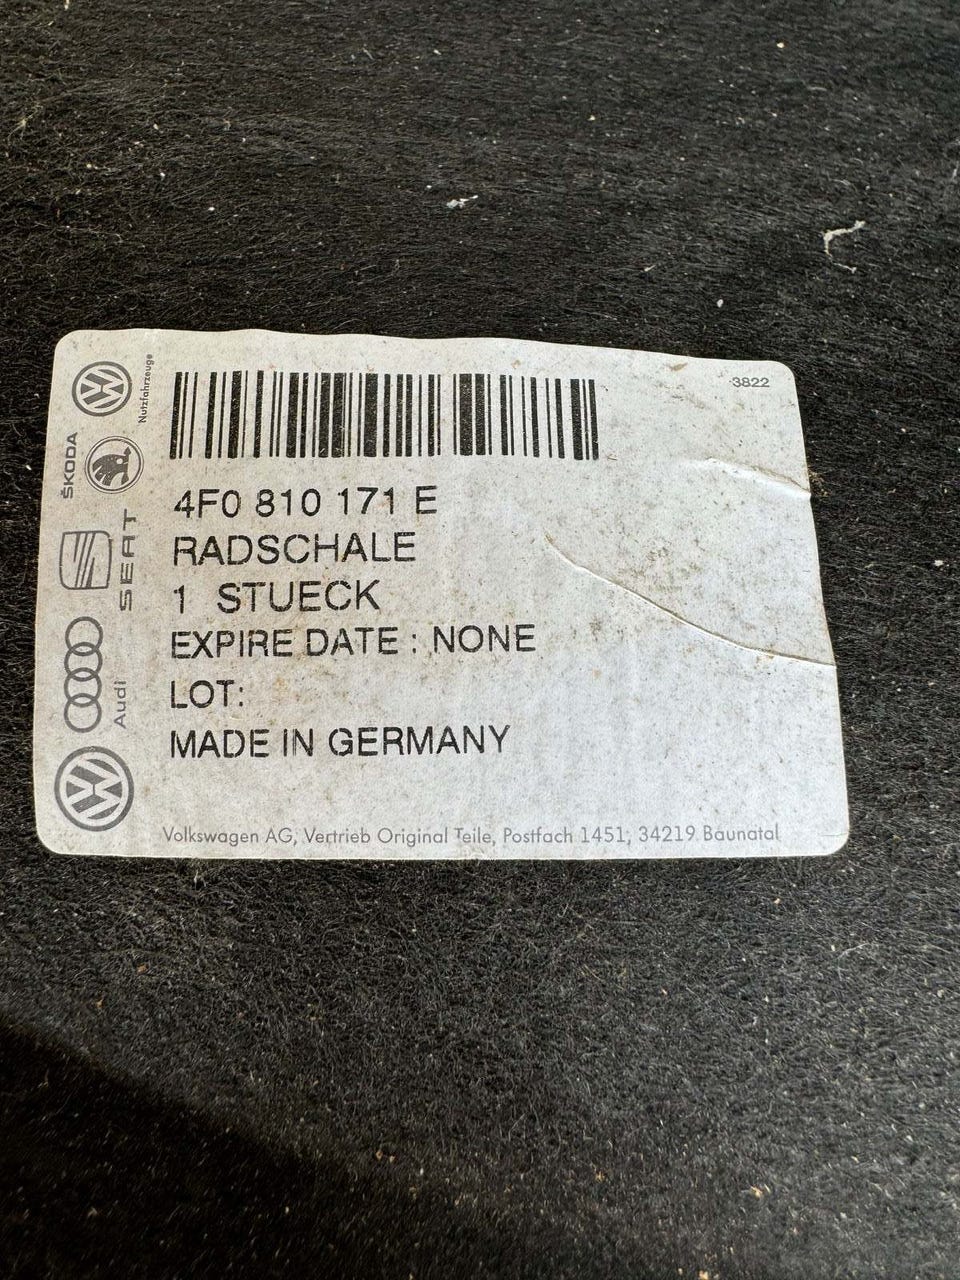 3822
4F0 810 171 E
RADSCHALE
1 STUECK
EXPIRE DATE : NONE
LOT:
MADE IN GERMANY
Volkswagen AG, Vertrieb Original Teile, Postfach 1451, 34219 Baunatal
Nutzfahrzeuge
ŠKODA
SEAT
Audi